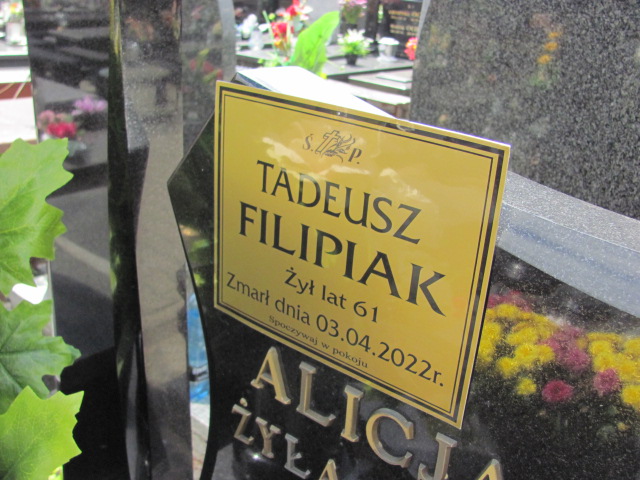 Ś. P.
TADEUSZ
FILIPIAK
Żył lat 61
Zmarł dnia 03.04.2022r.
Spoczywaj w pokoju
ALICJA
ŻYŁA